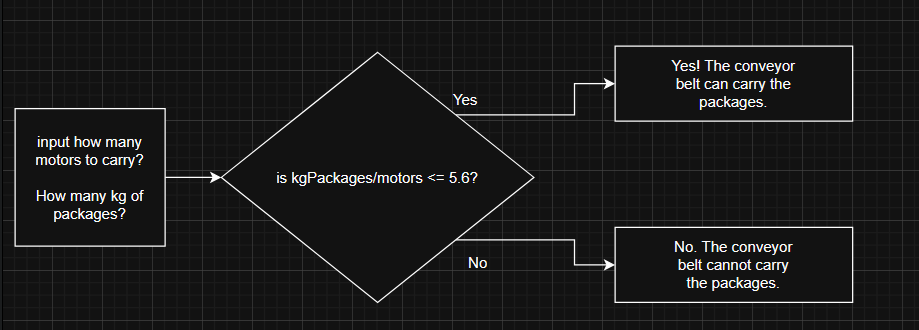 input how many
motors to carry?
How many kg of
packages?
is kgPackages/motors <= 5.6?
Yes
Yes! The conveyor
belt can carry the
packages.
No
No. The conveyor
belt cannot carry
the packages.